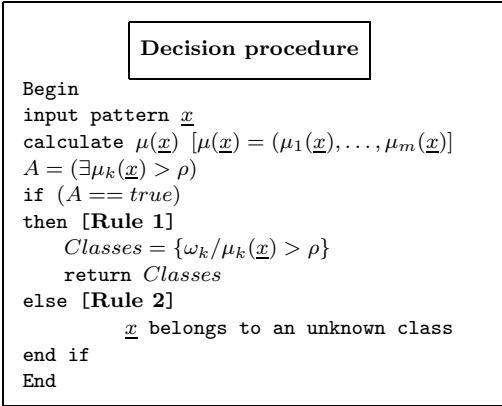 Decision procedure
Begin
input pattern x
calculate μ(x) [μ(x) = (μ₁(x), . . . , μₘ(x)]
A = (∃μₖ(x) > ρ)
if (A == true)
then [Rule 1]
Classes = {ωₖ/μₖ(x) > ρ}
return Classes
else [Rule 2]
x belongs to an unknown class
end if
End